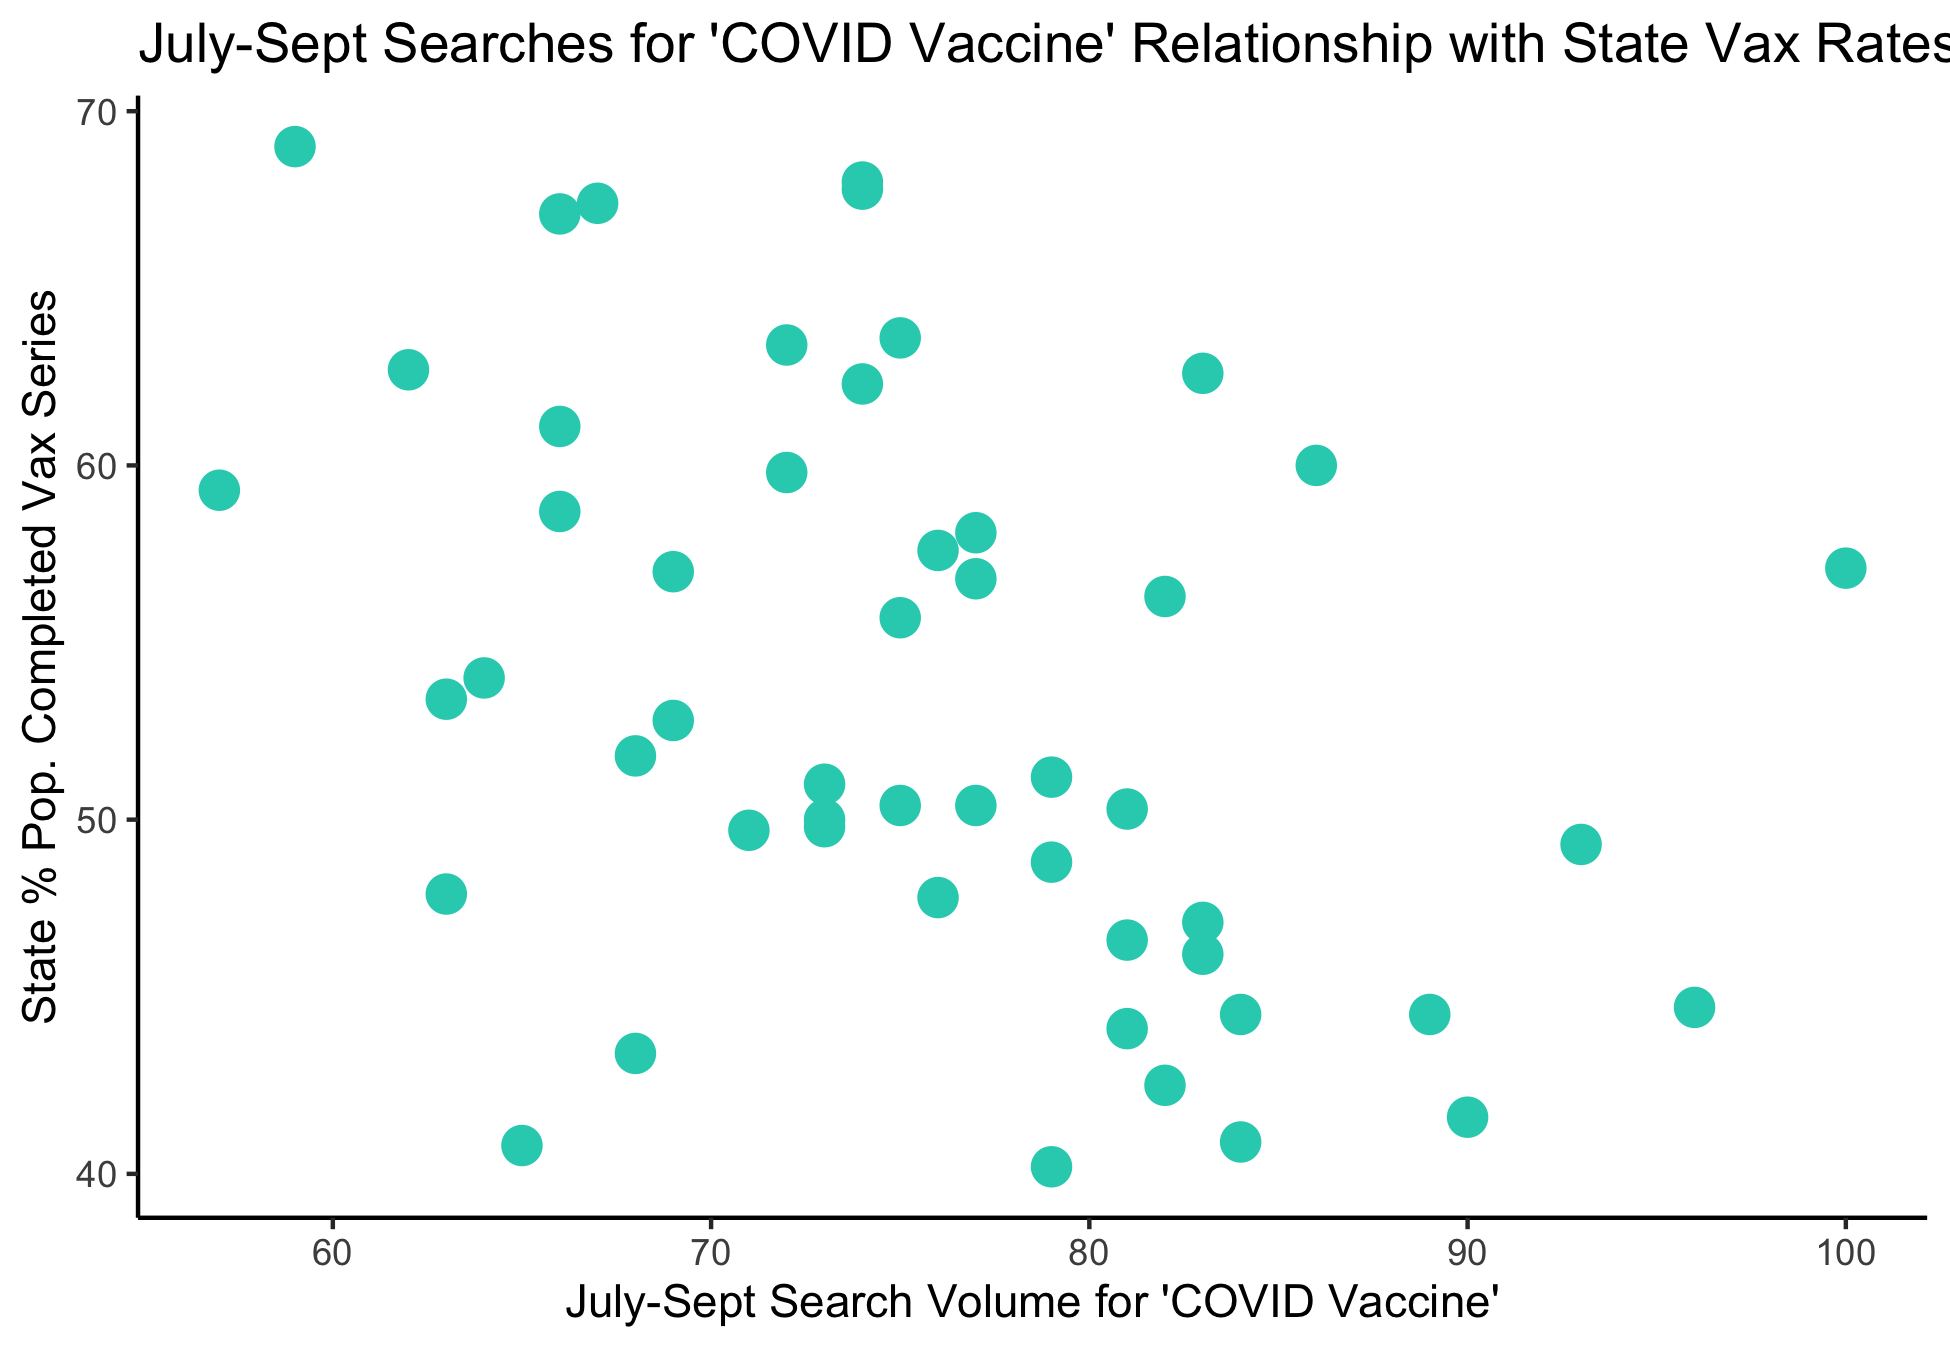 July-Sept Searches for 'COVID Vaccine' Relationship with State Vax Rates
State % Pop. Completed Vax Series
70
60
50
40
60 70 80 90 100
July-Sept Search Volume for 'COVID Vaccine'